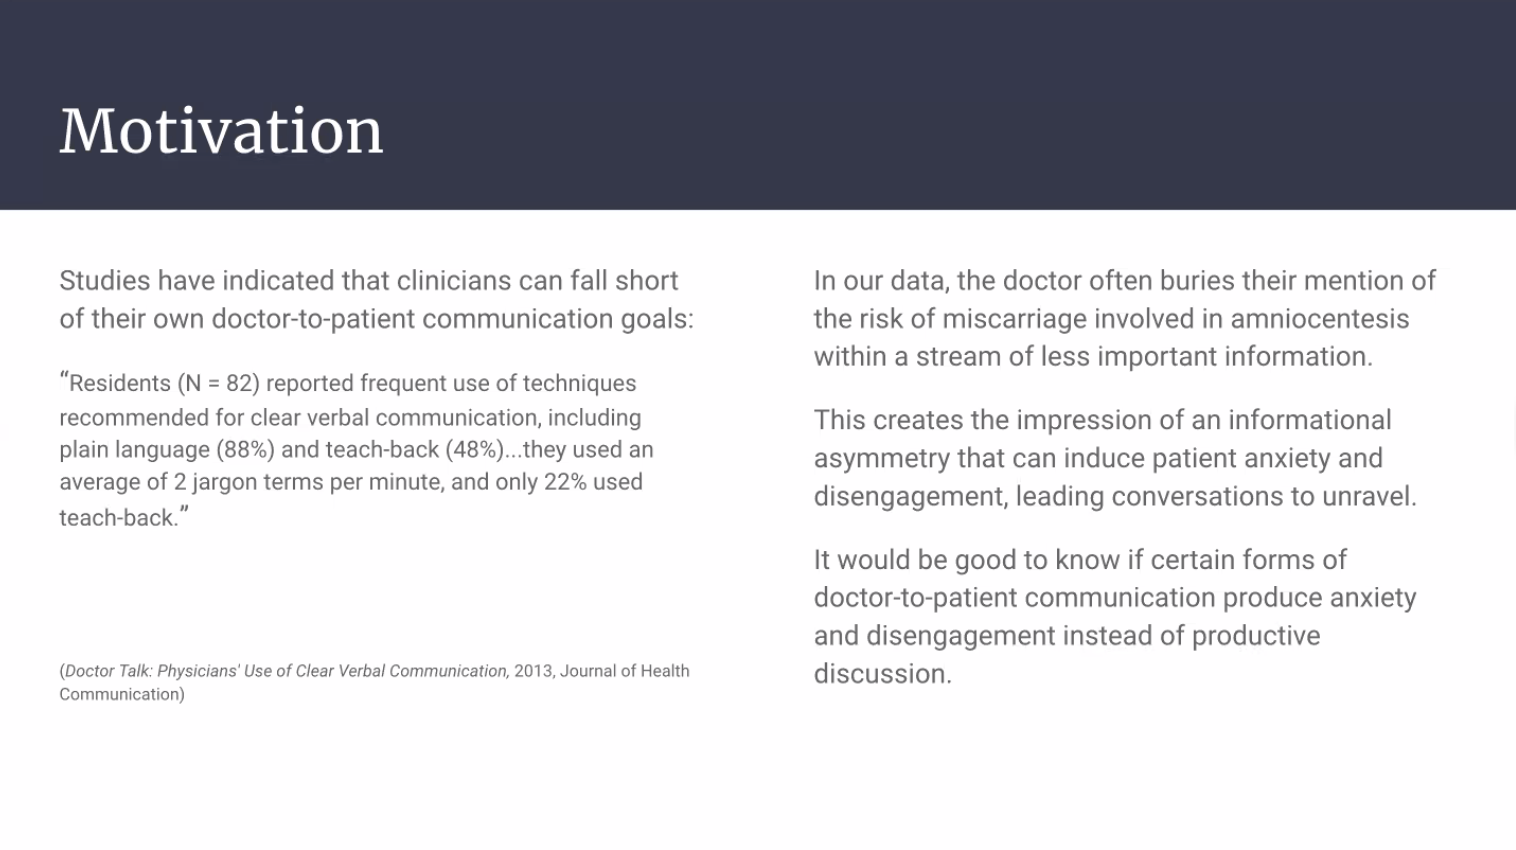 Motivation
Studies have indicated that clinicians can fall short
of their own doctor-to-patient communication goals:
“Residents (N = 82) reported frequent use of techniques
recommended for clear verbal communication, including
plain language (88%) and teach-back (48%)...they used an
average of 2 jargon terms per minute, and only 22% used
teach-back.”
(Doctor Talk: Physicians' Use of Clear Verbal Communication, 2013, Journal of Health
Communication)
In our data, the doctor often buries their mention of
the risk of miscarriage involved in amniocentesis
within a stream of less important information.
This creates the impression of an informational
asymmetry that can induce patient anxiety and
disengagement, leading conversations to unravel.
It would be good to know if certain forms of
doctor-to-patient communication produce anxiety
and disengagement instead of productive
discussion.